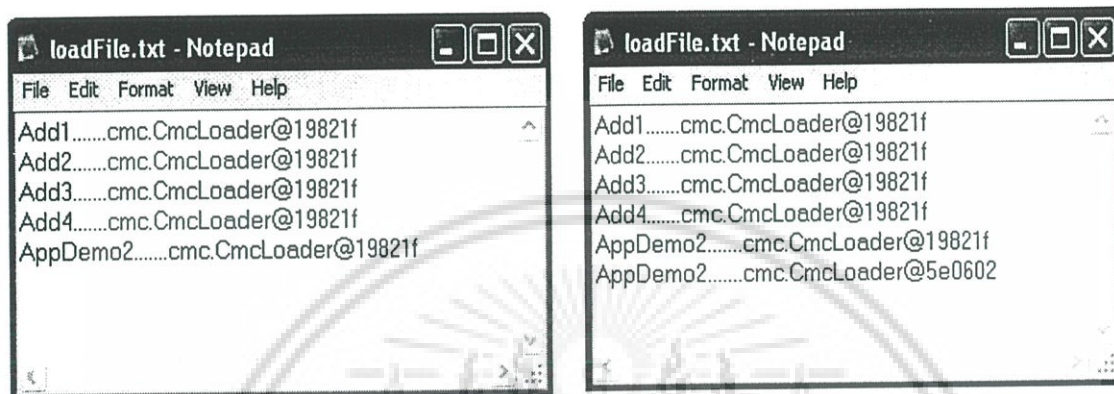 loadFile.txt - Notepad
File Edit Format View Help
Add1.......cmc.CmcLoader@19821f
Add2.......cmc.CmcLoader@19821f
Add3.......cmc.CmcLoader@19821f
Add4.......cmc.CmcLoader@19821f
AppDemo2.......cmc.CmcLoader@19821f
loadFile.txt - Notepad
File Edit Format View Help
Add1.......cmc.CmcLoader@19821f
Add2.......cmc.CmcLoader@19821f
Add3.......cmc.CmcLoader@19821f
Add4.......cmc.CmcLoader@19821f
AppDemo2.......cmc.CmcLoader@19821f
AppDemo2.......cmc.CmcLoader@5e0602